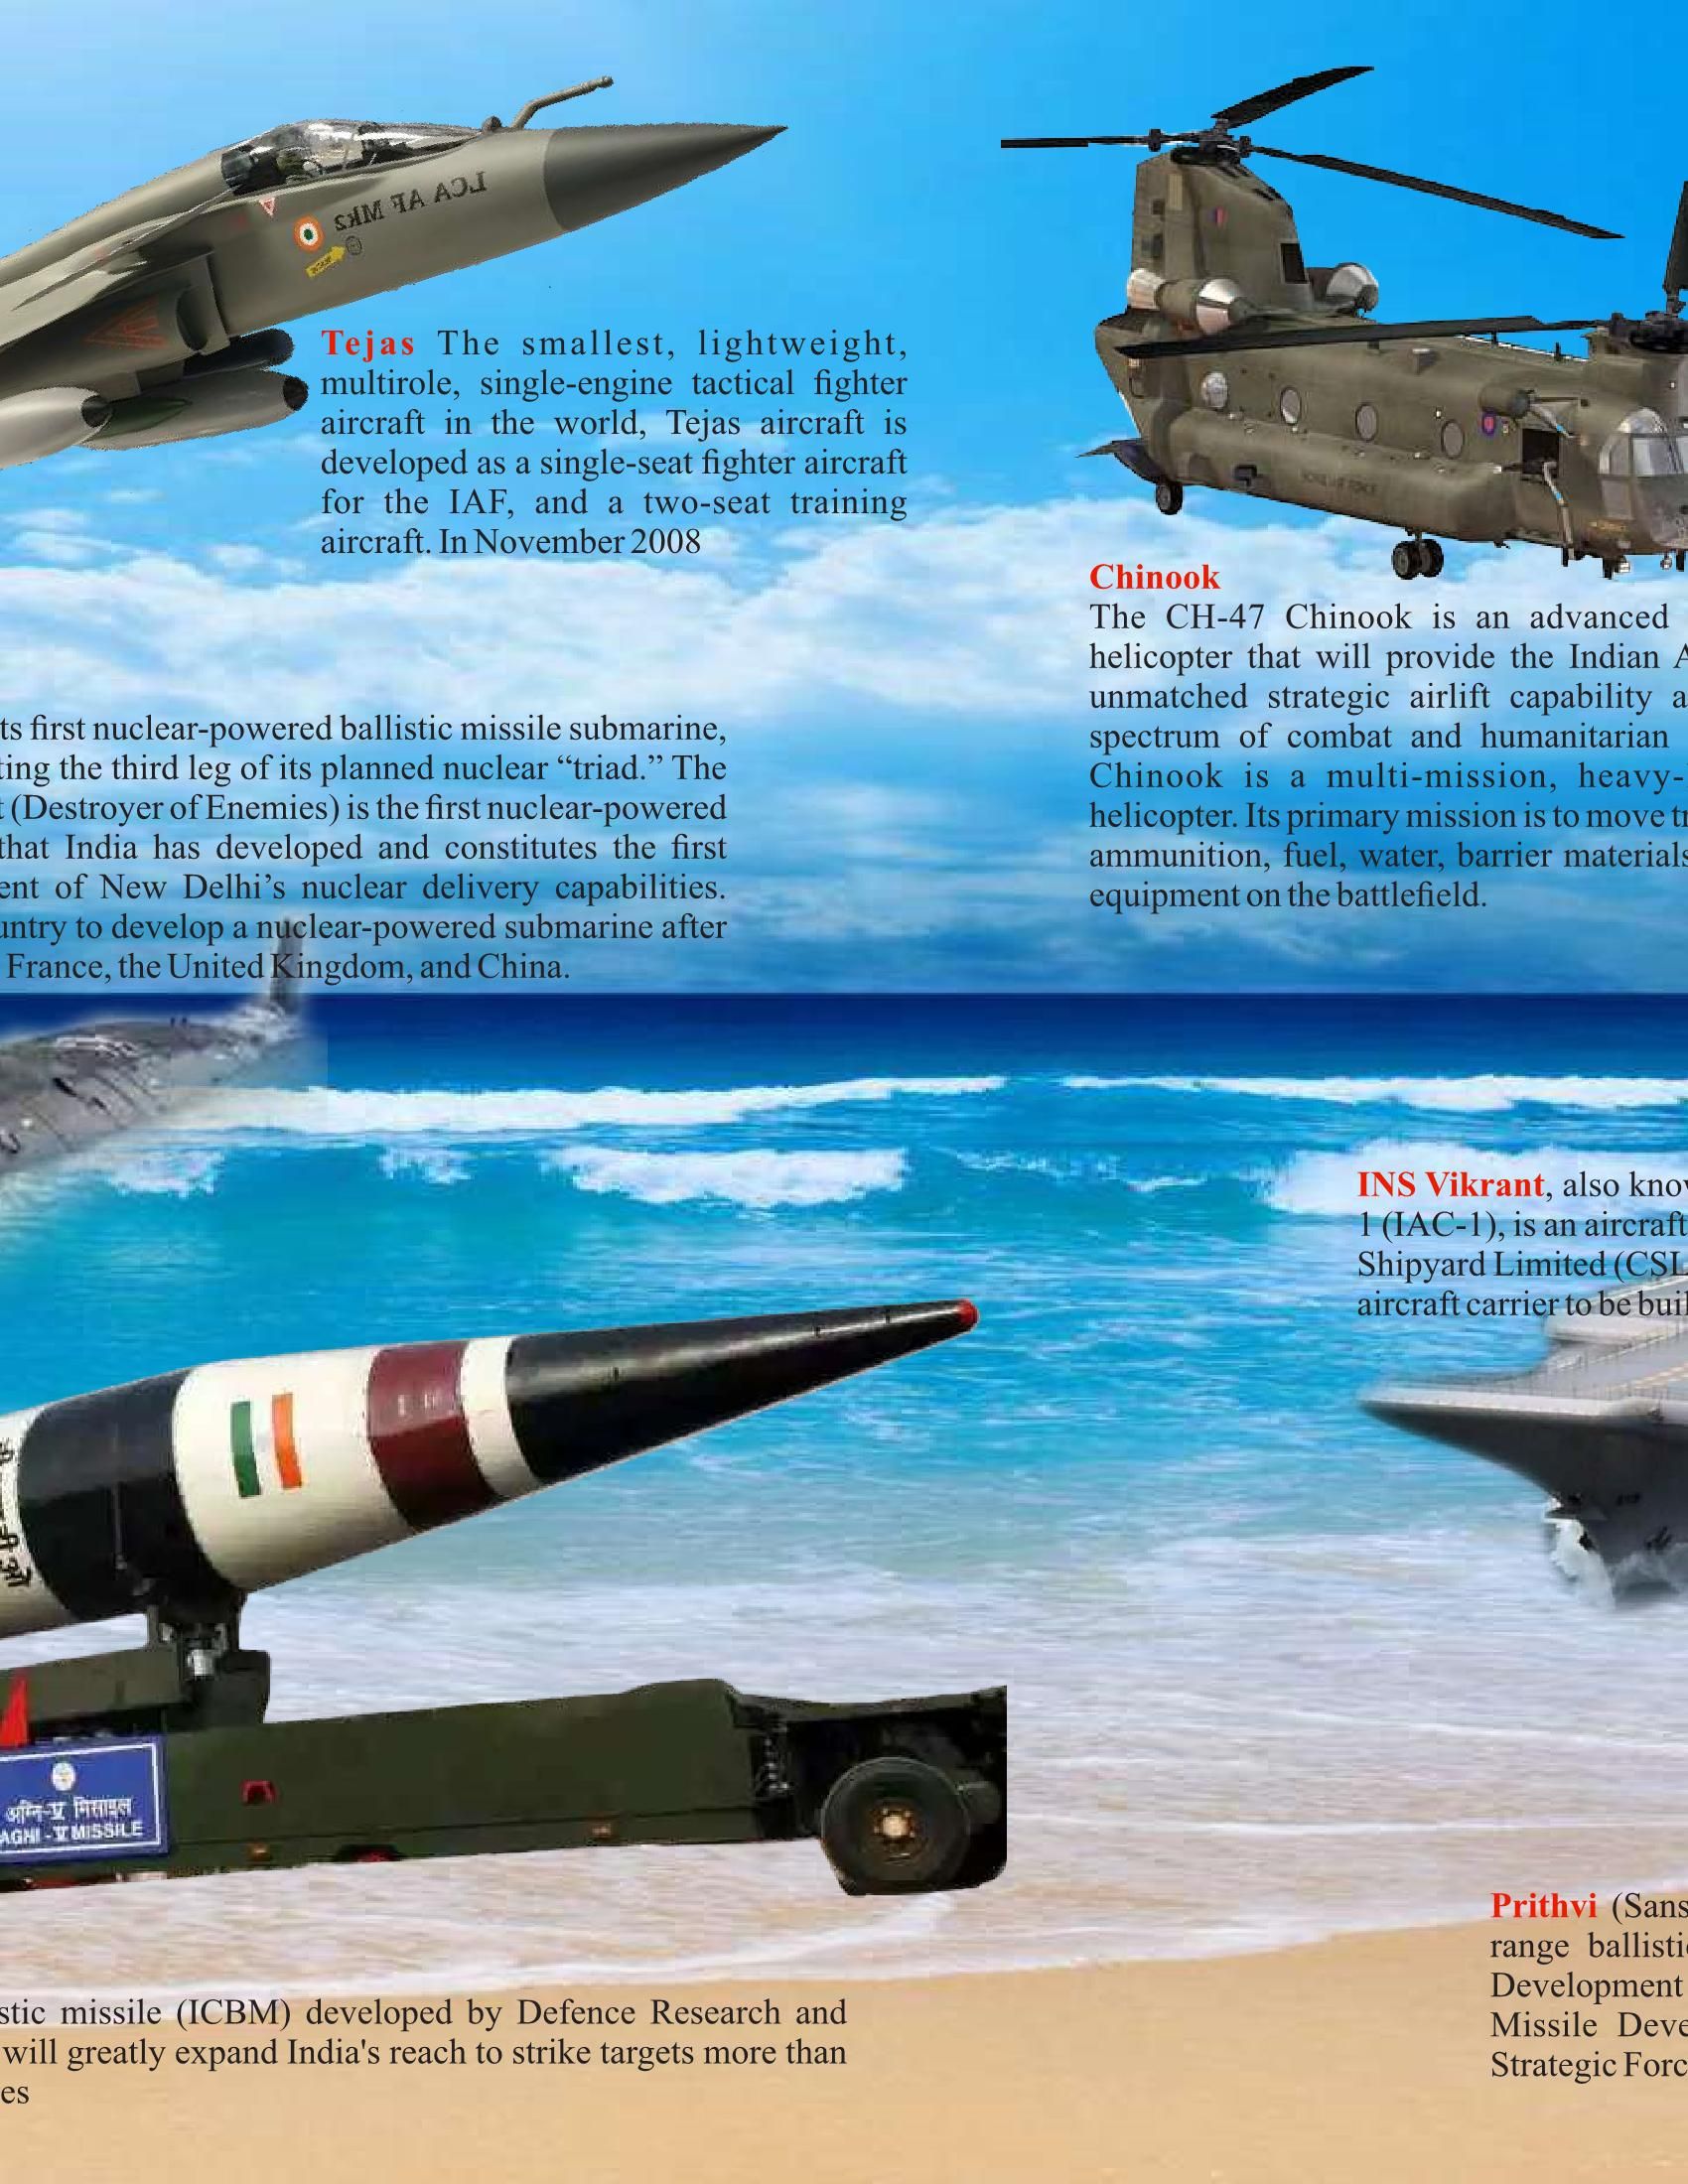 LCA AF Mk2
Tejas The smallest, lightweight,
multirole, single-engine tactical fighter
aircraft in the world, Tejas aircraft is
developed as a single-seat fighter aircraft
for the IAF, and a two-seat training
aircraft. In November 2008
Chinook
The CH-47 Chinook is an advanced
helicopter that will provide the Indian A
unmatched strategic airlift capability a
spectrum of combat and humanitarian
Chinook is a multi-mission, heavy-
helicopter. Its primary mission is to move tr
ammunition, fuel, water, barrier materials
equipment on the battlefield.
ts first nuclear-powered ballistic missile submarine,
ting the third leg of its planned nuclear “triad.” The
t (Destroyer of Enemies) is the first nuclear-powered
that India has developed and constitutes the first
ent of New Delhi’s nuclear delivery capabilities.
untry to develop a nuclear-powered submarine after
France, the United Kingdom, and China.
INS Vikrant, also know
1 (IAC-1), is an aircraft
Shipyard Limited (CSL
aircraft carrier to be buil
अग्नि-V मिसाइल
AGNI - V MISSILE
stic missile (ICBM) developed by Defence Research and
will greatly expand India's reach to strike targets more than
es
Prithvi (Sans
range ballisti
Development
Missile Deve
Strategic Forc